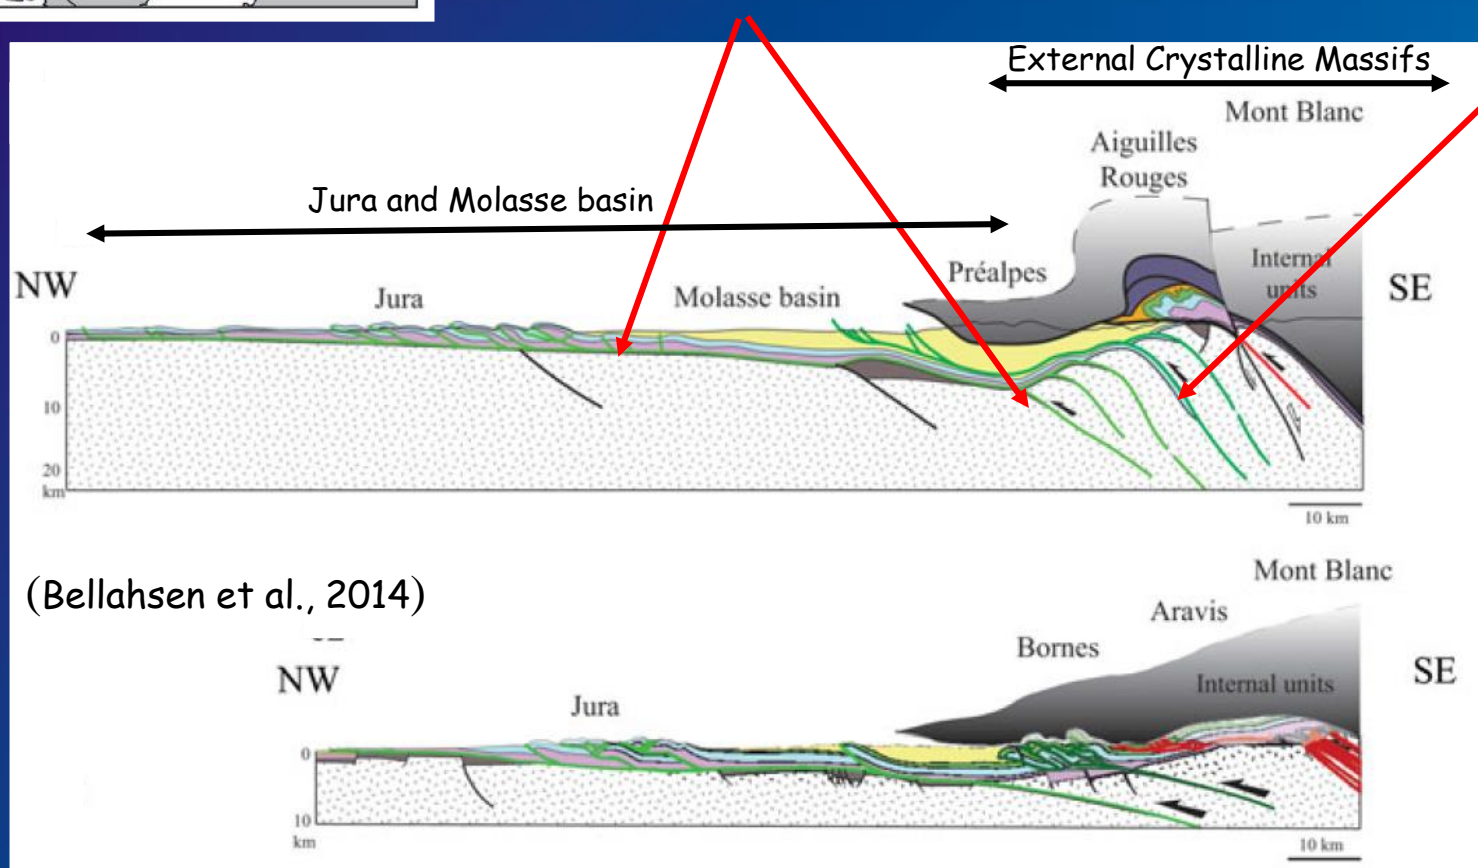 External Crystalline Massifs
Mont Blanc
Aiguilles
Rouges
Jura and Molasse basin
Préalpes
Internal
units
NW
Jura
Molasse basin
SE
0
10
20
km
10 km
(Bellahsen et al., 2014)
Mont Blanc
Aravis
Bornes
NW
SE
Internal units
Jura
0
10
km
10 km